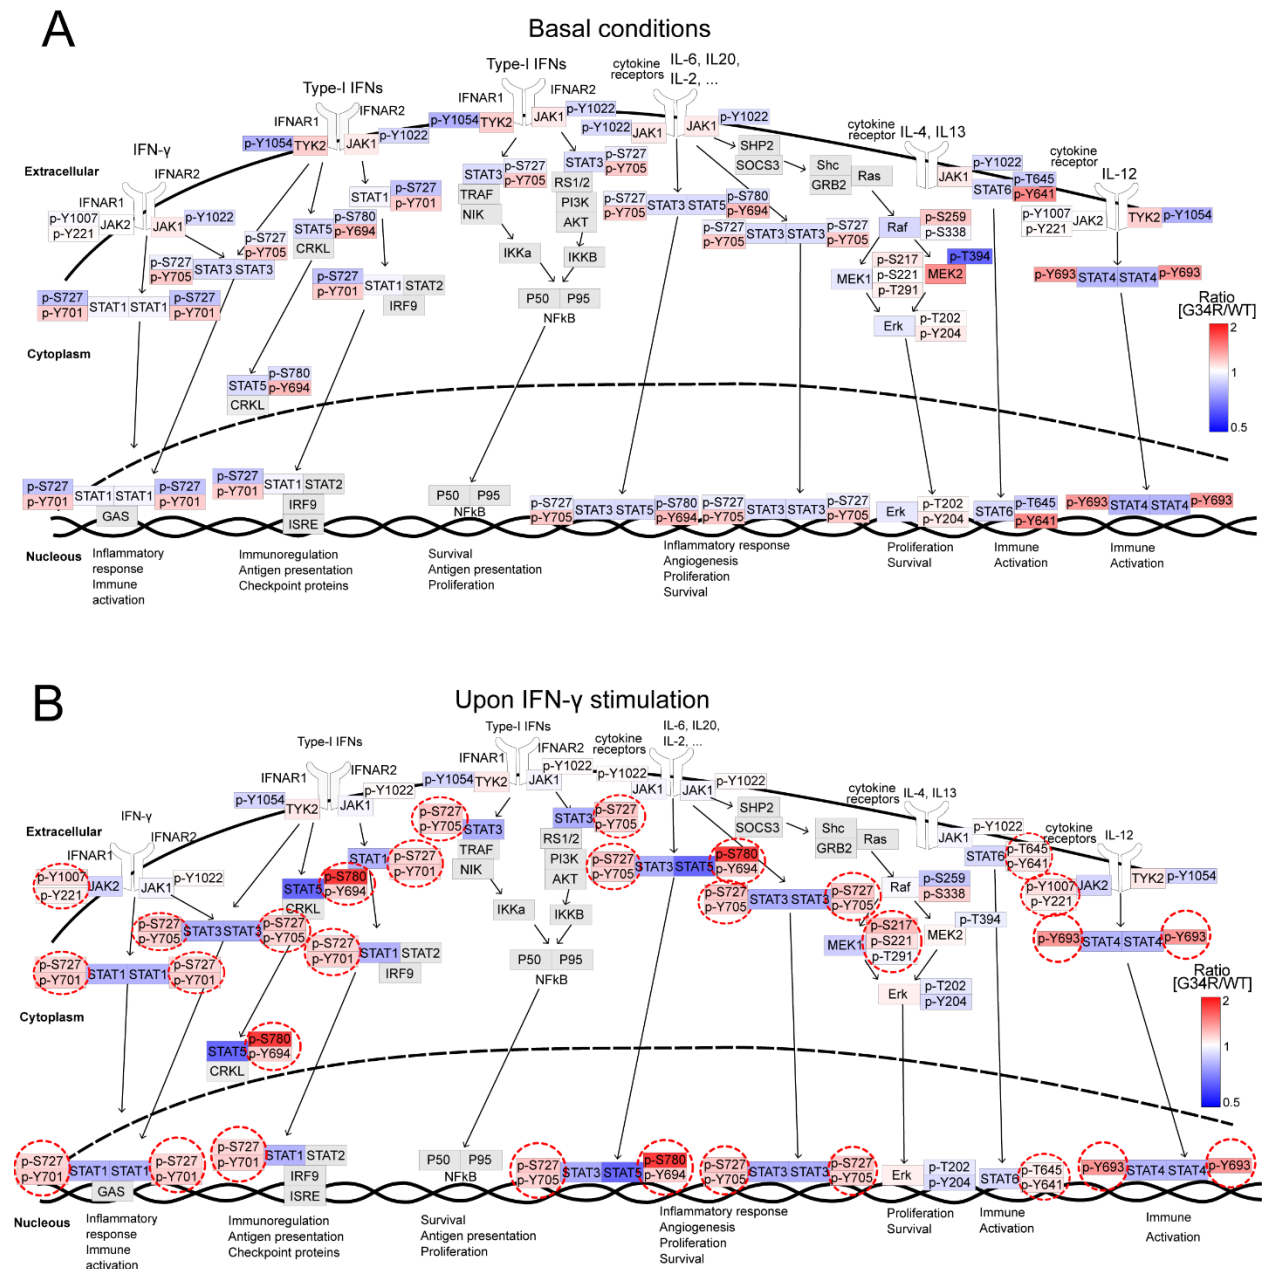 A
Basal conditions
Type-I IFNs
cytokine
receptors
IL-6, IL20,
IL-2, ...
Type-I IFNs
IFNAR1
IFNAR2
IFNAR1
IFNAR2
p-Y1054
TYK2
JAK1
p-Y1022
p-Y1022
JAK1
JAK1
p-Y1022
p-Y1054
TYK2
JAK1
p-Y1022
IFN-γ
IFNAR2
IFNAR1
Extracellular
p-Y1007
p-Y221
JAK2
JAK1
p-Y1022
cytokine
receptor
IL-4, IL13
JAK1
p-Y1022
STAT6
p-T645
p-Y641
cytokine
receptor
IL-12
p-Y1007
p-Y221
JAK2
TYK2
p-Y1054
SHP2
SOCS3
Shc
GRB2
Ras
STAT3
p-S727
p-Y705
TRAF
NIK
IKKa
STAT3
p-S727
p-Y705
RS1/2
PI3K
AKT
IKKB
P50
P95
NFkB
STAT1
p-S727
p-Y701
STAT5
p-S780
p-Y694
CRKL
p-S727
p-Y705
STAT3
STAT3
p-S727
p-Y705
p-S727
p-Y701
STAT1
STAT2
IRF9
p-S727
p-Y701
STAT1
STAT1
p-S727
p-Y701
p-S727
p-Y705
STAT3
STAT5
p-S780
p-Y694
p-S727
p-Y705
STAT3
STAT3
p-S727
p-Y705
Raf
p-S259
p-S338
MEK1
p-S217
p-S221
p-T291
MEK2
p-T394
Erk
p-T202
p-Y204
p-Y693
STAT4
STAT4
p-Y693
Ratio
[G34R/WT]
2
1
0.5
Cytoplasm
STAT5
p-S780
p-Y694
CRKL
p-S727
p-Y701
STAT1
STAT1
p-S727
p-Y701
GAS
p-S727
p-Y701
STAT1
STAT2
IRF9
ISRE
P50
P95
NFkB
p-S727
p-Y705
STAT3
STAT5
p-S780
p-Y694
p-S727
p-Y705
STAT3
STAT3
p-S727
p-Y705
Erk
p-T202
p-Y204
STAT6
p-T645
p-Y641
p-Y693
STAT4
STAT4
p-Y693
Nucleous
Inflammatory
response
Immune
activation
Immunoregulation
Antigen presentation
Checkpoint proteins
Survival
Antigen presentation
Proliferation
Inflammatory response
Angiogenesis
Proliferation
Survival
Proliferation
Survival
Immune
Activation
Immune
Activation
B
Upon IFN-γ stimulation
Type-I IFNs
cytokine
receptors
IL-6, IL20,
IL-2, ...
Type-I IFNs
IFNAR1
IFNAR2
IFNAR1
IFNAR2
p-Y1054
TYK2
JAK1
p-Y1022
p-Y1022
JAK1
JAK1
p-Y1022
p-Y1054
TYK2
JAK1
p-Y1022
IFN-γ
IFNAR2
IFNAR1
Extracellular
p-Y1007
p-Y221
JAK2
JAK1
p-Y1022
cytokine
receptors
IL-4, IL13
JAK1
p-Y1022
STAT6
p-T645
p-Y641
cytokine
receptors
IL-12
p-Y1007
p-Y221
JAK2
TYK2
p-Y1054
SHP2
SOCS3
Shc
GRB2
Ras
p-S727
p-Y705
STAT3
TRAF
NIK
IKKa
STAT3
p-S727
p-Y705
RS1/2
PI3K
AKT
IKKB
P50
P95
NFkB
STAT1
p-S727
p-Y701
STAT5
p-S780
p-Y694
CRKL
p-S727
p-Y705
STAT3
STAT3
p-S727
p-Y705
p-S727
p-Y701
STAT1
STAT2
IRF9
p-S727
p-Y701
STAT1
STAT1
p-S727
p-Y701
p-S727
p-Y705
STAT3
STAT5
p-S780
p-Y694
p-S727
p-Y705
STAT3
STAT3
p-S727
p-Y705
Raf
p-S259
p-S338
MEK1
p-S217
p-S221
p-T291
MEK2
p-T394
Erk
p-T202
p-Y204
p-Y693
STAT4
STAT4
p-Y693
Ratio
[G34R/WT]
2
1
0.5
Cytoplasm
STAT5
p-S780
p-Y694
CRKL
p-S727
p-Y701
STAT1
STAT1
p-S727
p-Y701
GAS
p-S727
p-Y701
STAT1
STAT2
IRF9
ISRE
P50
P95
NFkB
p-S727
p-Y705
STAT3
STAT5
p-S780
p-Y694
p-S727
p-Y705
STAT3
STAT3
p-S727
p-Y705
Erk
p-T202
p-Y204
STAT6
p-T645
p-Y641
p-Y693
STAT4
STAT4
p-Y693
Nucleous
Inflammatory
response
Immune
activation
Immunoregulation
Antigen presentation
Checkpoint proteins
Survival
Antigen presentation
Proliferation
Inflammatory response
Angiogenesis
Proliferation
Survival
Proliferation
Survival
Immune
Activation
Immune
Activation